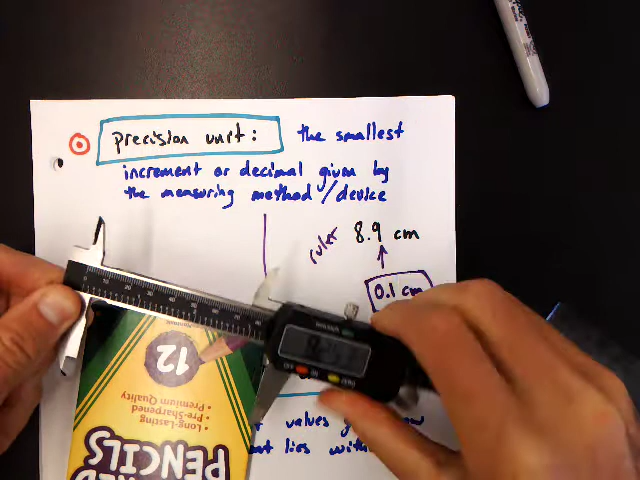 precision unit: the smallest
increment or decimal given by
the measuring method/device
ruler 8.9 cm
0.1 cm
12
Long-Lasting
Pre-Sharpened
Premium Quality
PENCILS
values
lies